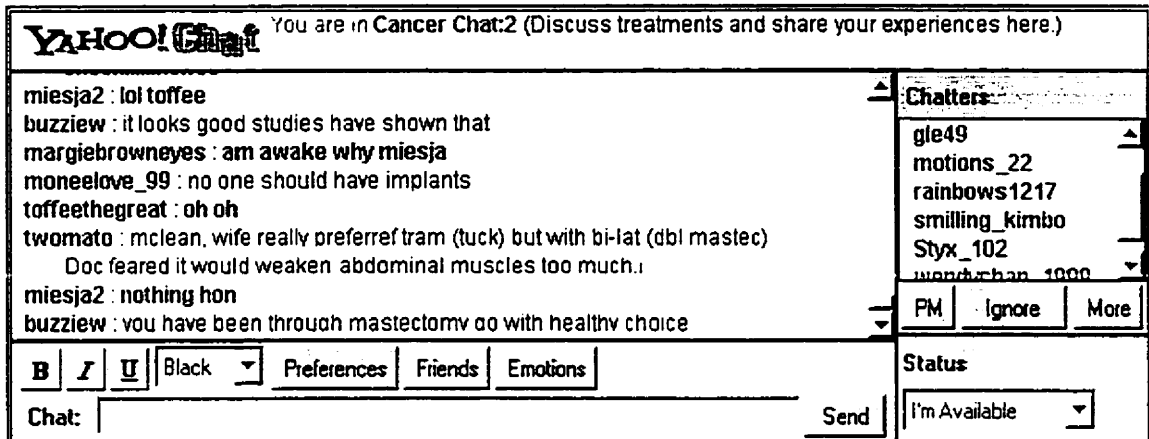 YAHOO! Chat You are in Cancer Chat:2 (Discuss treatments and share your experiences here.)
miesja2 : lol toffee
buzziew : it looks good studies have shown that
margiebrowneyes : am awake why miesja
moneelove_99 : no one should have implants
toffeethegreat : oh oh
twomato : mclean, wife really preferref tram (tuck) but with bi-lat (dbl mastec)
Doc feared it would weaken abdominal muscles too much.
miesja2 : nothing hon
buzziew : you have been through mastectomy go with healthy choice
Chatters
gle49
motions_22
rainbows1217
smilling_kimbo
Styx_102
PM Ignore More
B I U Black Preferences Friends Emotions
Chat: Send
Status
I'm Available